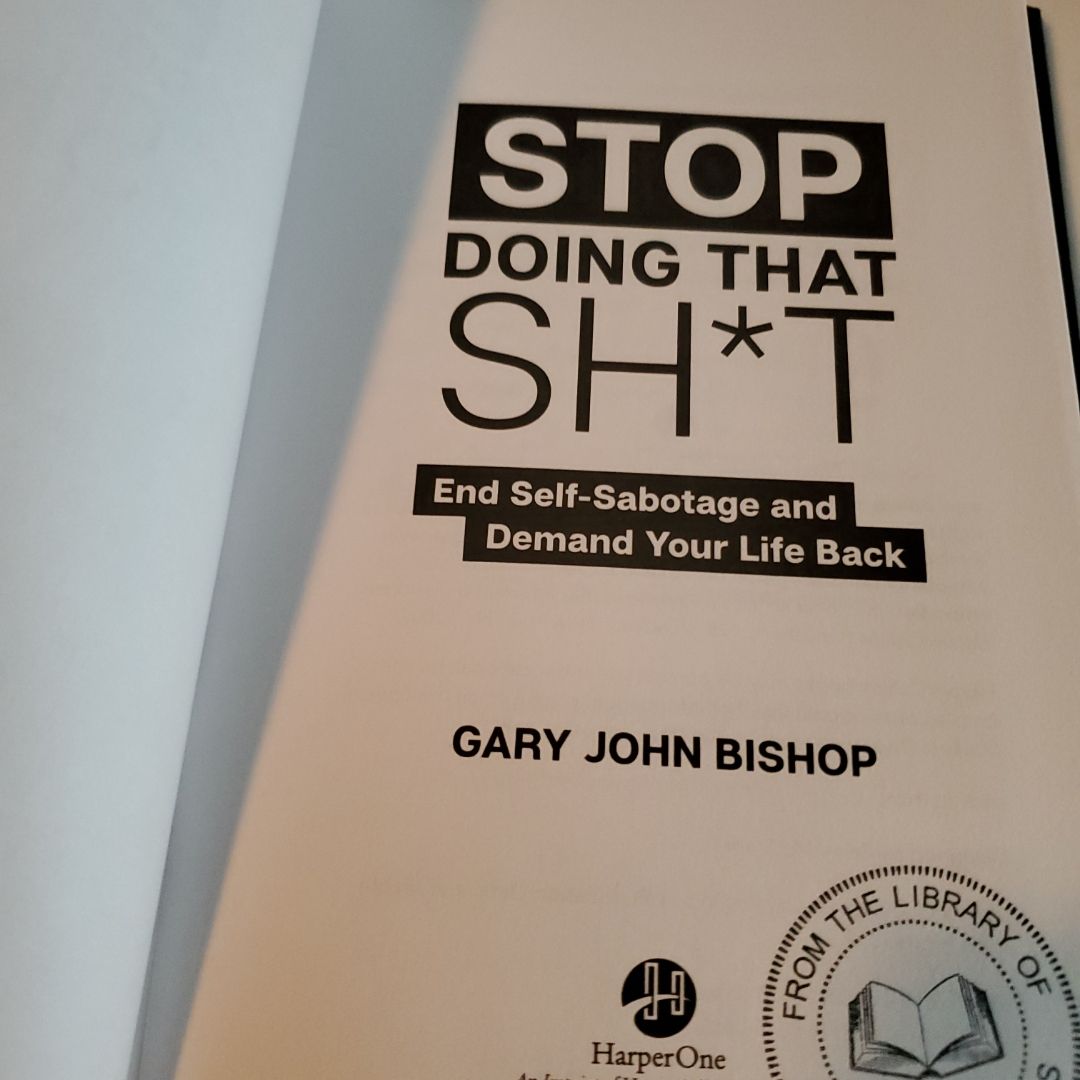 STOP
DOING THAT
SH*T
End Self-Sabotage and
Demand Your Life Back
GARY JOHN BISHOP
FROM THE LIBRARY OF
HarperOne